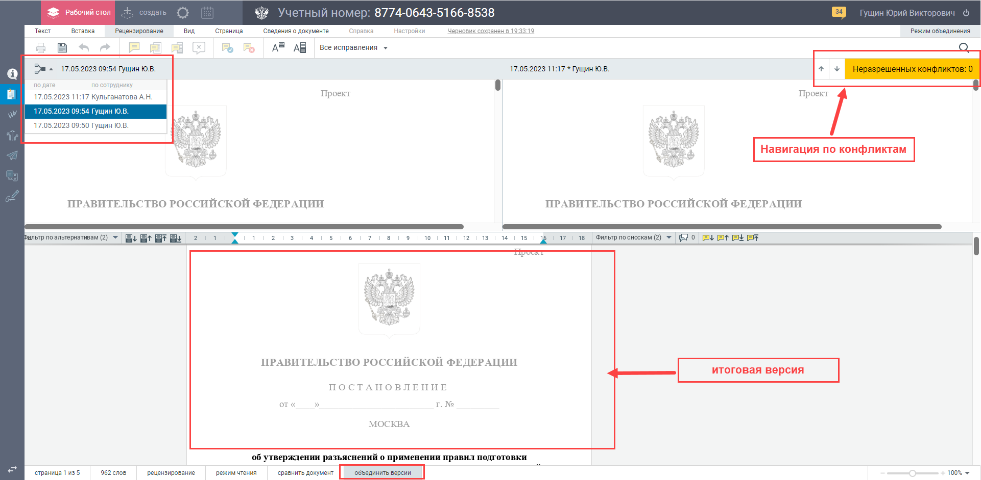 Рабочий стол создать Учетный номер: 8774-0643-5166-8538 34 Гущин Юрий Викторович
Текст Вставка Рецензирование Вид Страница Сведения о документе Справка Настройки Черновик сохранен в 19:33:19 Режим объединения
Все исправления
17.05.2023 09:54 Гущин Ю.В. 17.05.2023 11:17 * Гущин Ю.В. Неразрешенных конфликтов: 0
по дате по сотруднику
17.05.2023 11:17 Кульганатова А.Н.
17.05.2023 09:54 Гущин Ю.В.
17.05.2023 09:50 Гущин Ю.В.
Проект Проект
Навигация по конфликтам
ПРАВИТЕЛЬСТВО РОССИЙСКОЙ ФЕДЕРАЦИИ ПРАВИТЕЛЬСТВО РОССИЙСКОЙ ФЕДЕРАЦИИ
Фильтр по альтернативам (2) 2 1 1 2 3 4 5 6 7 8 9 10 11 12 13 14 15 16 17 18 Фильтр по сноскам (2) 0
Проект
ПРАВИТЕЛЬСТВО РОССИЙСКОЙ ФЕДЕРАЦИИ
итоговая версия
ПОСТАНОВЛЕНИЕ
от «____»____________________ г. №________
МОСКВА
об утверждении разъяснений о применении правил подготовки
страница 1 из 5 962 слов рецензирование режим чтения сравнить документ объединить версии 100%